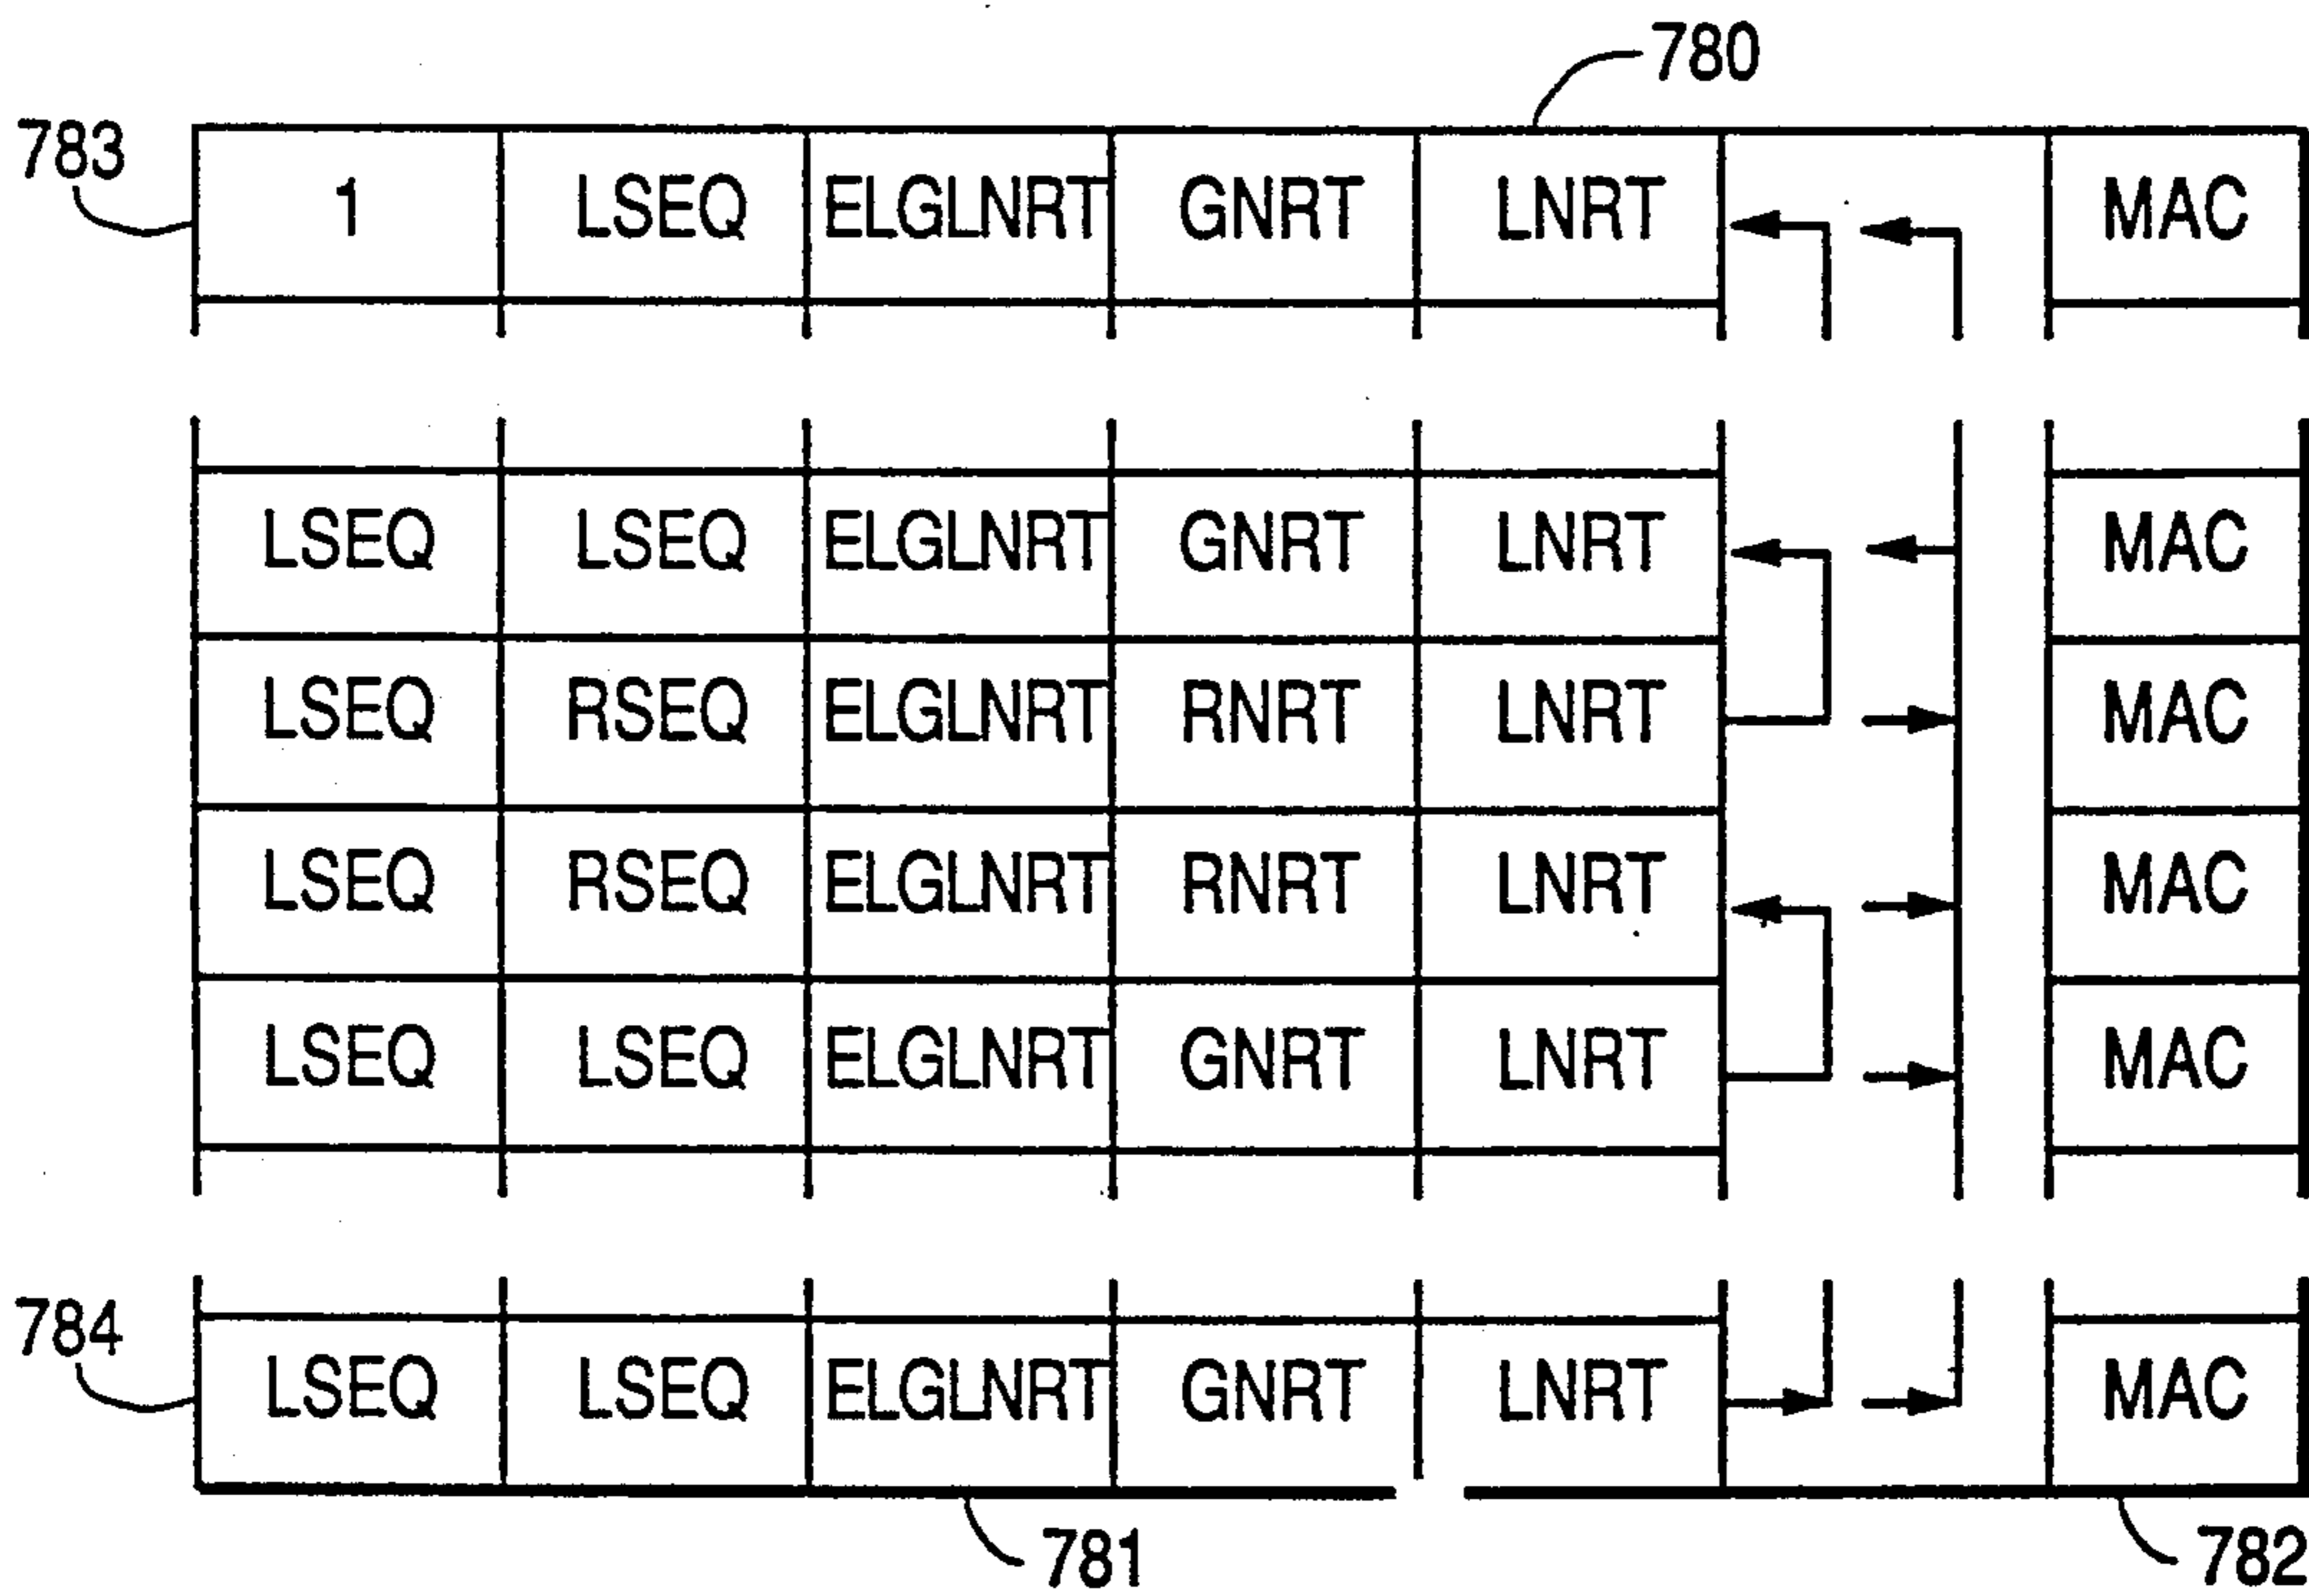 780
783
1 LSEQ ELGLNRT GNRT LNRT MAC
LSEQ LSEQ ELGLNRT GNRT LNRT MAC
LSEQ RSEQ ELGLNRT RNRT LNRT MAC
LSEQ RSEQ ELGLNRT RNRT LNRT MAC
LSEQ LSEQ ELGLNRT GNRT LNRT MAC
784
LSEQ LSEQ ELGLNRT GNRT LNRT MAC
781 782